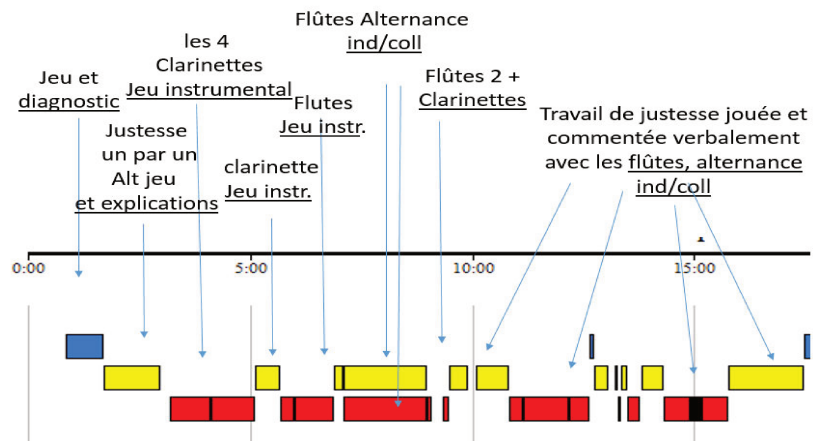 Jeu et
diagnostic
Justesse
un par un
Alt jeu
et explications
les 4
Clarinettes
Jeu instrumental
clarinette
Jeu instr.
Flutes
Jeu instr.
Flûtes Alternance
ind/coll
Flûtes 2 +
Clarinettes
Travail de justesse jouée et
commentée verbalement
avec les flûtes, alternance
ind/coll
0:00 5:00 10:00 15:00